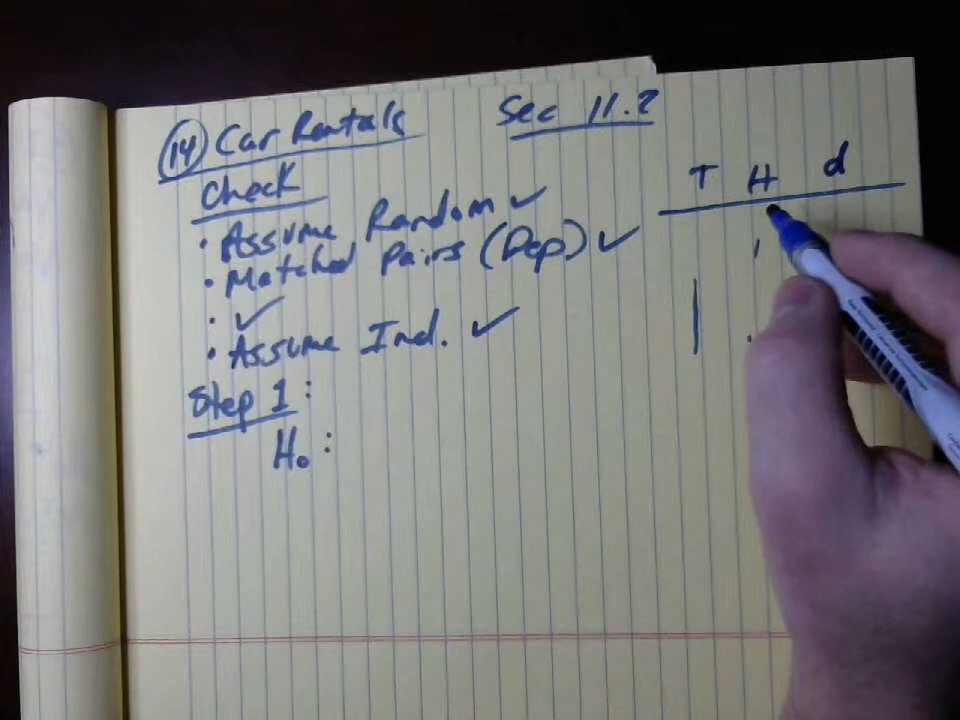 14 Car Rentals
Sec 11.2
Check
• Assume Random ✓
• Matched Pairs (Dep) ✓
• ✓
• Assume Ind. ✓
Step 1:
H₀:
T H d